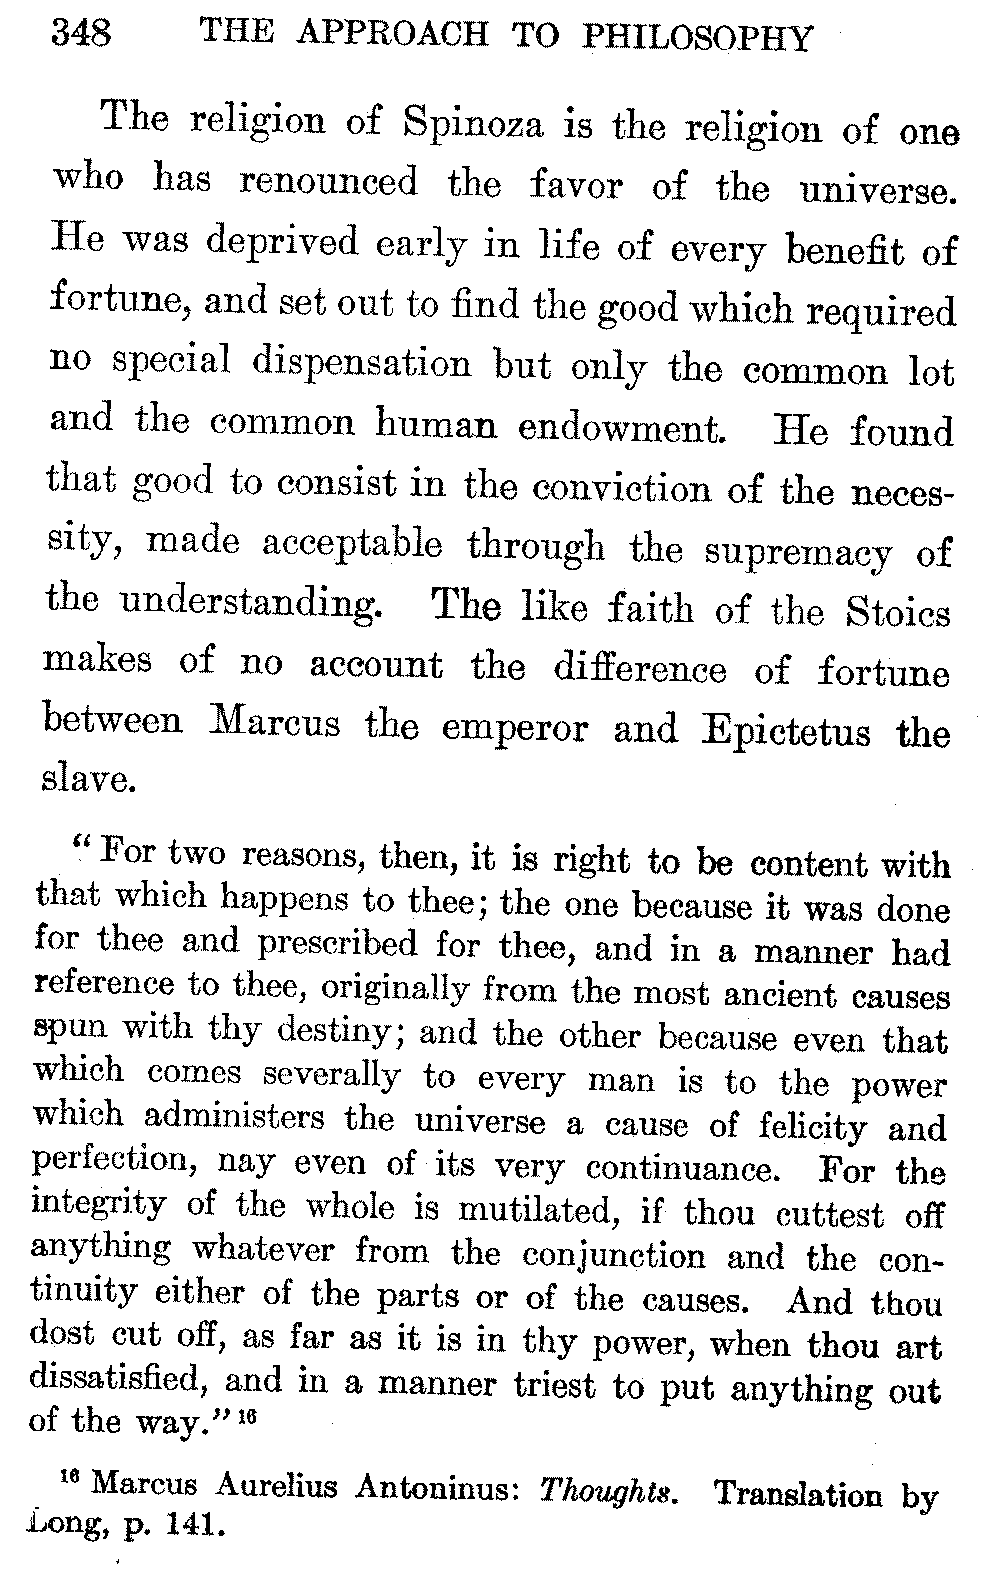 348 THE APPROACH TO PHILOSOPHY
The religion of Spinoza is the religion of one
who has renounced the favor of the universe.
He was deprived early in life of every benefit of
fortune, and set out to find the good which required
no special dispensation but only the common lot
and the common human endowment. He found
that good to consist in the conviction of the neces-
sity, made acceptable through the supremacy of
the understanding. The like faith of the Stoics
makes of no account the difference of fortune
between Marcus the emperor and Epictetus the
slave.
“For two reasons, then, it is right to be content with
that which happens to thee; the one because it was done
for thee and prescribed for thee, and in a manner had
reference to thee, originally from the most ancient causes
spun with thy destiny; and the other because even that
which comes severally to every man is to the power
which administers the universe a cause of felicity and
perfection, nay even of its very continuance. For the
integrity of the whole is mutilated, if thou cuttest off
anything whatever from the conjunction and the con-
tinuity either of the parts or of the causes. And thou
dost cut off, as far as it is in thy power, when thou art
dissatisfied, and in a manner triest to put anything out
of the way.” 16
16 Marcus Aurelius Antoninus: Thoughts. Translation by
Long, p. 141.